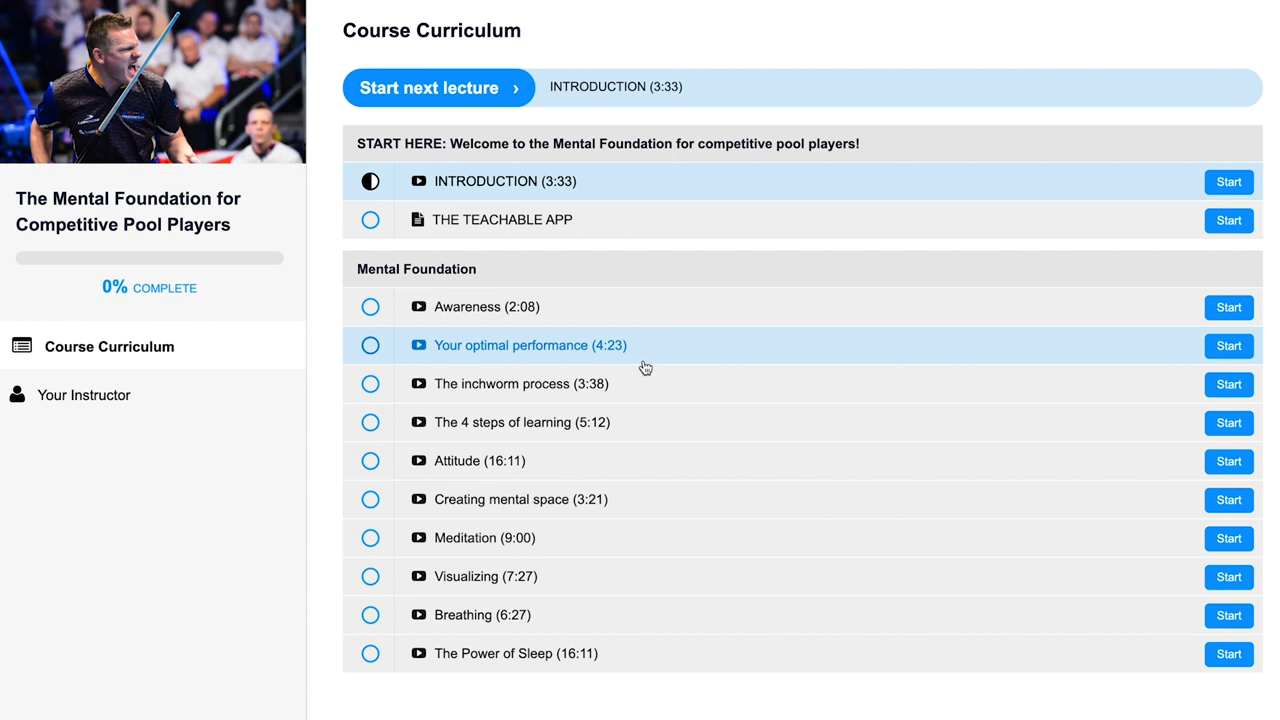 Course Curriculum
Start next lecture › INTRODUCTION (3:33)
START HERE: Welcome to the Mental Foundation for competitive pool players!
INTRODUCTION (3:33) Start
THE TEACHABLE APP Start
The Mental Foundation for
Competitive Pool Players
0% COMPLETE
Course Curriculum
Your Instructor
Mental Foundation
Awareness (2:08) Start
Your optimal performance (4:23) Start
The inchworm process (3:38) Start
The 4 steps of learning (5:12) Start
Attitude (16:11) Start
Creating mental space (3:21) Start
Meditation (9:00) Start
Visualizing (7:27) Start
Breathing (6:27) Start
The Power of Sleep (16:11) Start